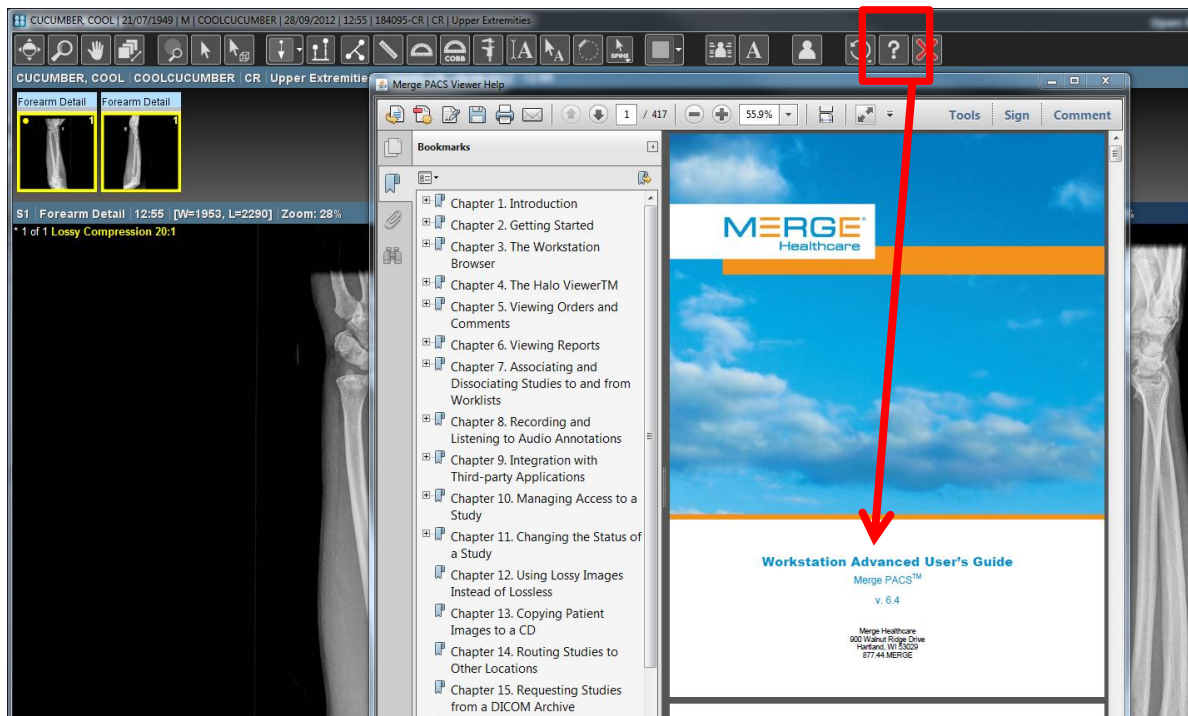 CUCUMBER, COOL | 21/07/1949 | M | COOLCUCUMBER | 28/09/2012 | 12:55 | 184095-CR | CR | Upper Extremities
COBB
A
A
SPINE
A
?
CUCUMBER, COOL | COOLCUCUMBER | CR | Upper Extremitie
Forearm Detail
Forearm Detail
1
1
S1 | Forearm Detail | 12:55 | [W=1953, L=2290] | Zoom: 28%
* 1 of 1 Lossy Compression 20:1
Merge PACS Viewer Help
1 / 417
55.9%
Tools
Sign
Comment
Bookmarks
Chapter 1. Introduction
Chapter 2. Getting Started
Chapter 3. The Workstation
Browser
Chapter 4. The Halo ViewerTM
Chapter 5. Viewing Orders and
Comments
Chapter 6. Viewing Reports
Chapter 7. Associating and
Dissociating Studies to and from
Worklists
Chapter 8. Recording and
Listening to Audio Annotations
Chapter 9. Integration with
Third-party Applications
Chapter 10. Managing Access to a
Study
Chapter 11. Changing the Status of
a Study
Chapter 12. Using Lossy Images
Instead of Lossless
Chapter 13. Copying Patient
Images to a CD
Chapter 14. Routing Studies to
Other Locations
Chapter 15. Requesting Studies
from a DICOM Archive
MERGE
Healthcare
Workstation Advanced User's Guide
Merge PACS™
v. 6.4
Merge Healthcare
900 Walnut Ridge Drive
Hartland, WI 53029
877.44.MERGE